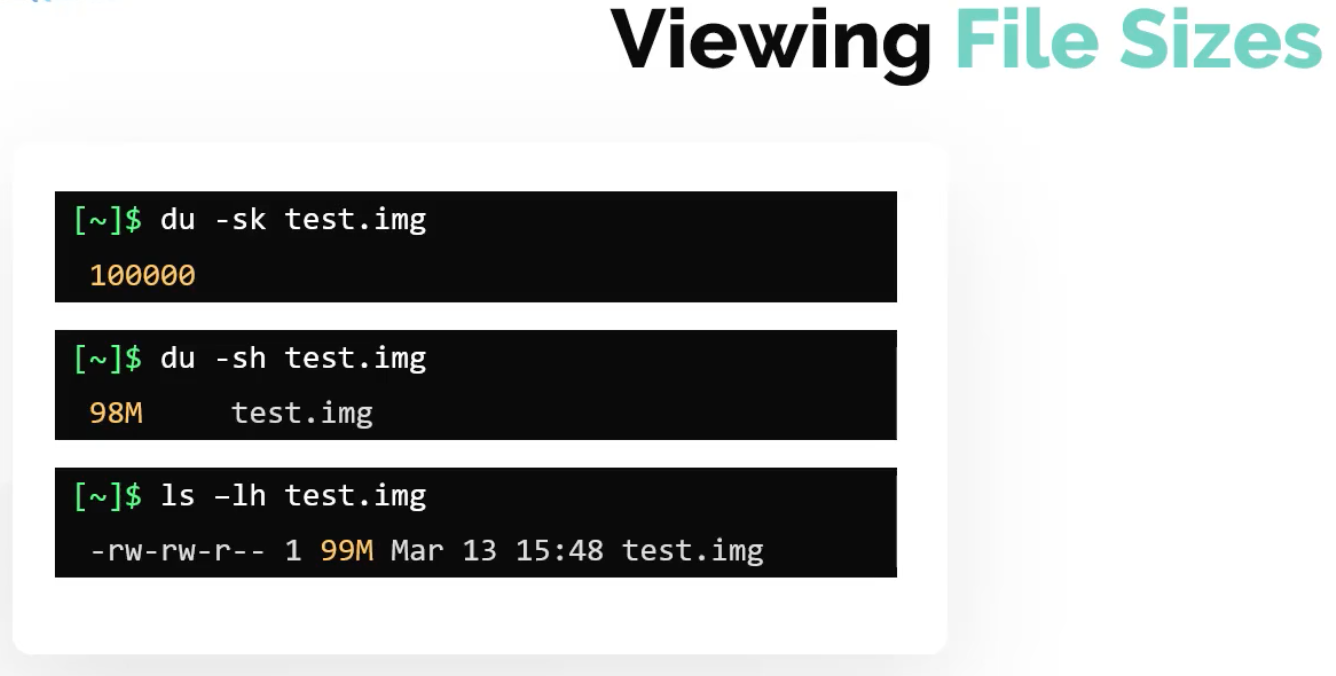 Viewing File Sizes
[~]$ du -sk test.img
100000
[~]$ du -sh test.img
98M test.img
[~]$ ls –lh test.img
-rw-rw-r-- 1 99M Mar 13 15:48 test.img